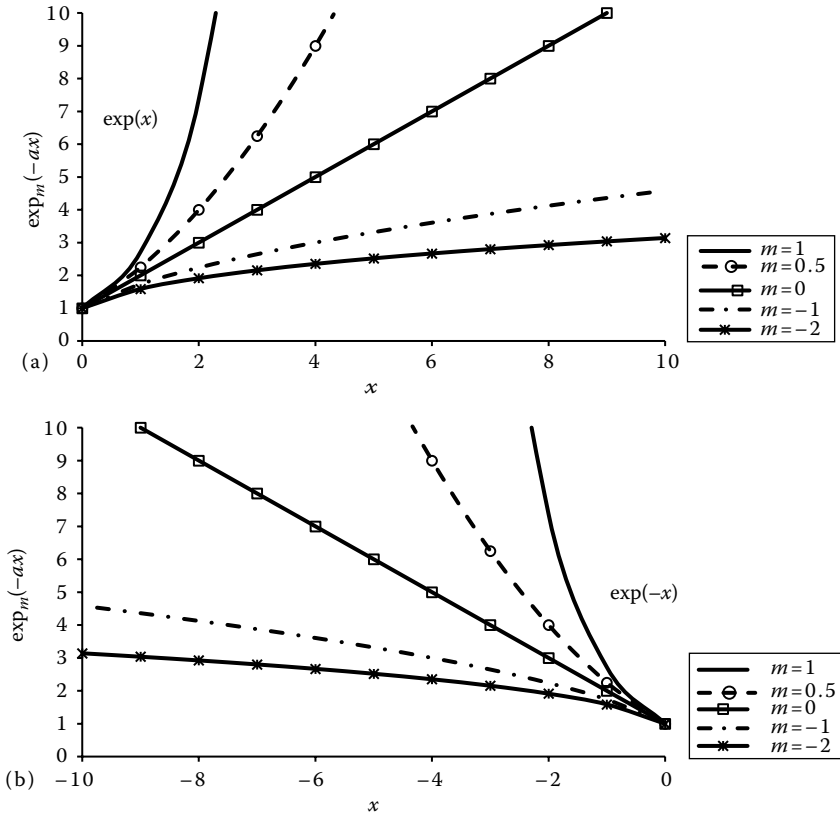 10
9
8
7
6
5
4
3
2
1
0
exp(x)
expₘ(−ax)
m = 1
m = 0.5
m = 0
m = −1
m = −2
0 2 4 6 8 10
(a)
x
10
9
8
7
6
5
4
3
2
1
0
expₘ(−ax)
exp(−x)
m = 1
m = 0.5
m = 0
m = −1
m = −2
−10 −8 −6 −4 −2 0
(b)
x